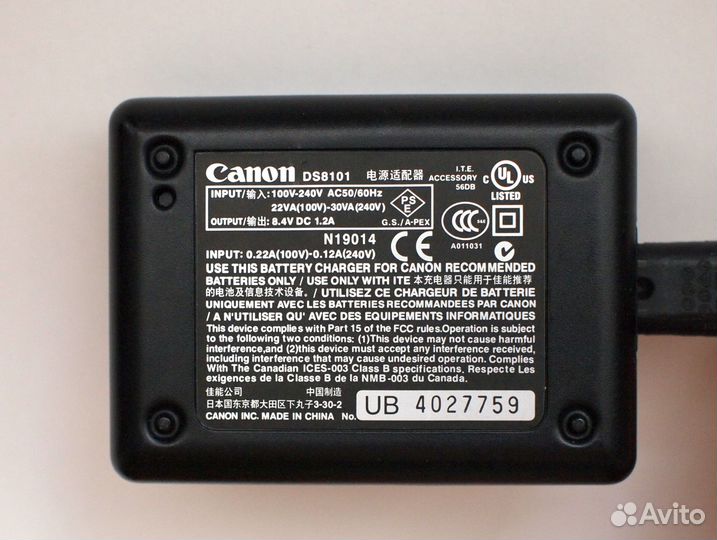 Canon DS8101 电源适配器
I.T.E. ACCESSORY 56DB
C UL US LISTED
INPUT/输入: 100V-240V AC50/60Hz
22VA(100V)-30VA(240V)
OUTPUT/输出: 8.4V DC 1.2A
PSE
G.S./A-PEX
CCC
A011031
N19014
CE
INPUT: 0.22A(100V)-0.12A(240V)
USE THIS BATTERY CHARGER FOR CANON RECOMMENDED
BATTERIES ONLY/USE ONLY WITH ITE 本充电器只能用于佳能推荐
的电池及信息技术设备. / UTILISEZ CE CHARGEUR DE BATTERIE
UNIQUEMENT AVEC LES BATTERIES RECOMMANDÉES PAR CANON
/ A N'UTILISER QU' AVEC DES EQUIPEMENTS INFORMATIQUES
This device complies with Part 15 of the FCC rules.Operation is subject
to the following two conditions: (1)This device may not cause harmful
interference,and (2)this device must accept any interference received,
including interference that may cause undesired operation. Complies
With The Canadian ICES-003 Class B specifications, Respecte Les
exigences de la Classe B de la NMB-003 du Canada.
佳能公司 中国制造
日本国东京都大田区下丸子3-30-2
CANON INC. MADE IN CHINA No. UB 4027759
Avito